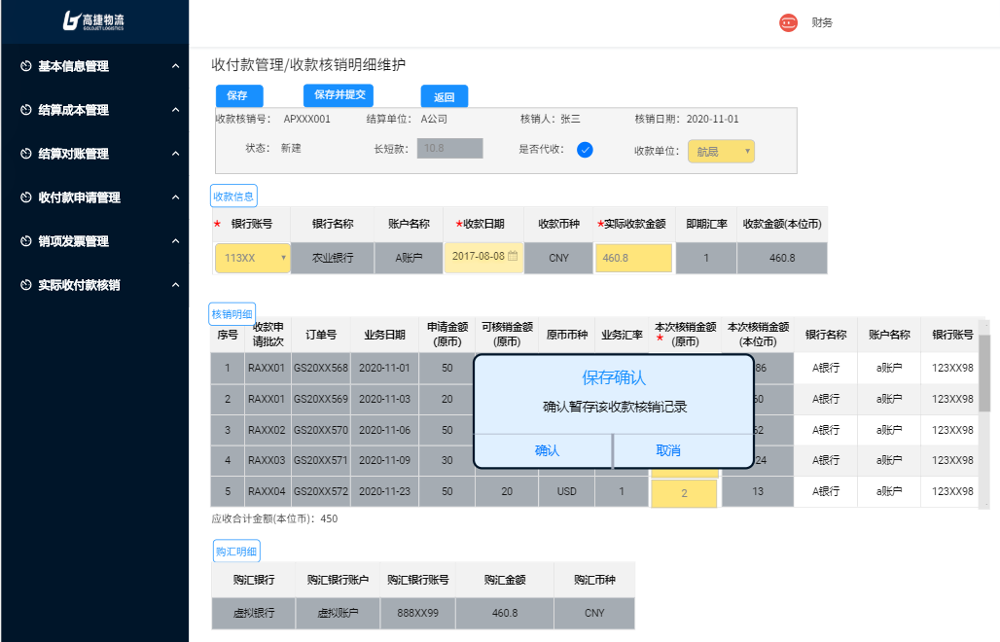 高捷物流
GOLDJET LOGISTICS
财务
基本信息管理
结算成本管理
结算对账管理
收付款申请管理
销项发票管理
实际收付款核销
收付款管理/收款核销明细维护
保存 保存并提交 返回
收款核销号： APXXX001 结算单位： A公司 核销人：张三 核销日期：2020-11-01
状态： 新建 长短款： 10.8 是否代收： 收款单位： 航局
收款信息
* 银行账号 银行名称 账户名称 *收款日期 收款币种 *实际收款金额 即期汇率 收款金额(本位币)
113XX 农业银行 A账户 2017-08-08 CNY 460.8 1 460.8
核销明细
序号 收款申请批次 订单号 业务日期 申请金额(原币) 可核销金额(原币) 原币币种 业务汇率 本次核销金额*(原币) 本次核销金额(本位币) 银行名称 账户名称 银行账号
1 RAXX01 GS20XX568 2020-11-01 50 86 A银行 a账户 123XX98
2 RAXX01 GS20XX569 2020-11-03 20 60 A银行 a账户 123XX98
3 RAXX02 GS20XX570 2020-11-06 50 62 A银行 a账户 123XX98
4 RAXX03 GS20XX571 2020-11-09 30 24 A银行 a账户 123XX98
5 RAXX04 GS20XX572 2020-11-23 50 20 USD 1 2 13 A银行 a账户 123XX98
保存确认
确认暂存该收款核销记录
确认 取消
应收合计金额(本位币)：450
购汇明细
购汇银行 购汇银行账户 购汇银行账号 购汇金额 购汇币种
虚拟银行 虚拟账户 888XX99 460.8 CNY